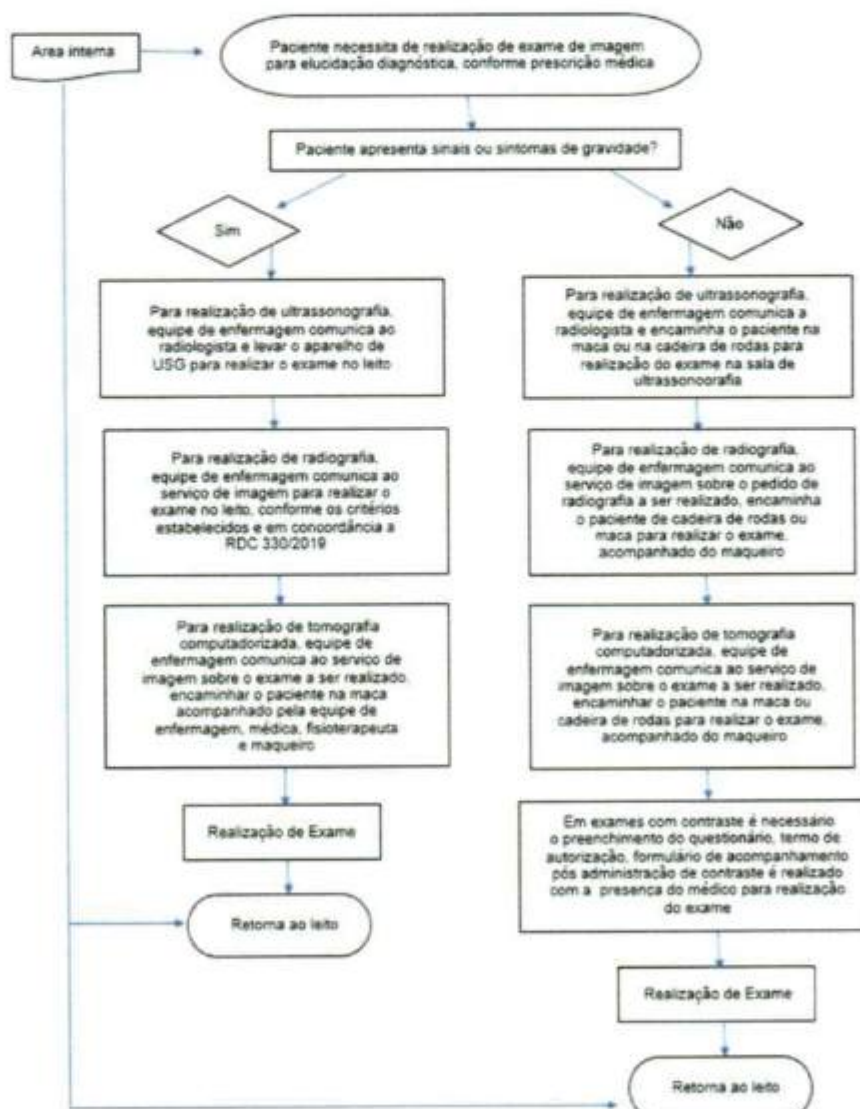 Area interna
Paciente necessita de realização de exame de imagem
para elucidação diagnóstica, conforme prescrição médica
Paciente apresenta sinais ou sintomas de gravidade?
Sim
Não
Para realização de ultrassonografia,
equipe de enfermagem comunica ao
radiologista e levar o aparelho de
USG para realizar o exame no leito
Para realização de ultrassonografia,
equipe de enfermagem comunica a
radiologista e encaminha o paciente na
maca ou na cadeira de rodas para
realização do exame na sala de
ultrassonoorafia
Para realização de radiografia,
equipe de enfermagem comunica ao
serviço de imagem para realizar o
exame no leito, conforme os critérios
estabelecidos e em concordância a
RDC 330/2019
Para realização de radiografia,
equipe de enfermagem comunica ao
serviço de imagem sobre o pedido de
radiografia a ser realizado, encaminha
o paciente de cadeira de rodas ou
maca para realizar o exame,
acompanhado do maqueiro
Para realização de tomografia
computadorizada, equipe de
enfermagem comunica ao serviço de
imagem sobre o exame a ser realizado,
encaminhar o paciente na maca
acompanhado pela equipe de
enfermagem, médica, fisioterapeuta
e maqueiro
Para realização de tomografia
computadorizada, equipe de
enfermagem comunica ao serviço de
imagem sobre o exame a ser realizado,
encaminhar o paciente na maca ou
cadeira de rodas para realizar o exame,
acompanhado do maqueiro
Realização de Exame
Retorna ao leito
Em exames com contraste é necessário
o preenchimento do questionário, termo de
autorização, formulário de acompanhamento
pós administração de contraste é realizado
com a presença do médico para realização
do exame
Realização de Exame
Retorna ao leito